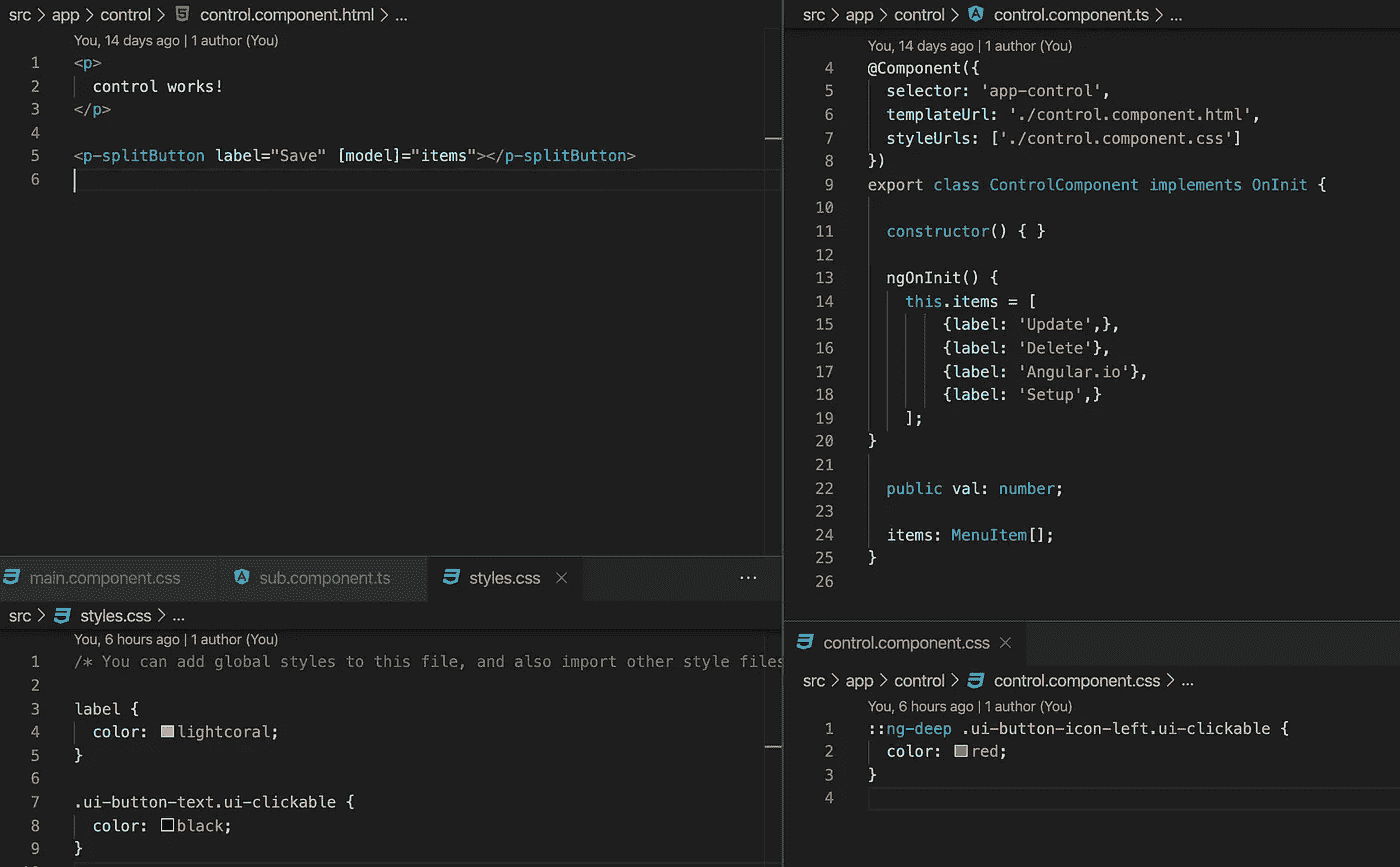 src > app > control > control.component.html > ...
You, 14 days ago | 1 author (You)
1 <p>
2 control works!
3 </p>
4
5 <p-splitButton label="Save" [model]="items"></p-splitButton>
6
main.component.css sub.component.ts styles.css ...
src > styles.css > ...
You, 6 hours ago | 1 author (You)
1 /* You can add global styles to this file, and also import other style files
2
3 label {
4 color: lightcoral;
5 }
6
7 .ui-button-text.ui-clickable {
8 color: black;
9 }
src > app > control > control.component.ts > ...
You, 14 days ago | 1 author (You)
4 @Component({
5 selector: 'app-control',
6 templateUrl: './control.component.html',
7 styleUrls: ['./control.component.css']
8 })
9 export class ControlComponent implements OnInit {
10
11 constructor() { }
12
13 ngOnInit() {
14 this.items = [
15 {label: 'Update',},
16 {label: 'Delete'},
17 {label: 'Angular.io'},
18 {label: 'Setup',}
19 ];
20 }
21
22 public val: number;
23
24 items: MenuItem[];
25 }
26
control.component.css
src > app > control > control.component.css > ...
You, 6 hours ago | 1 author (You)
1 ::ng-deep .ui-button-icon-left.ui-clickable {
2 color: red;
3 }
4